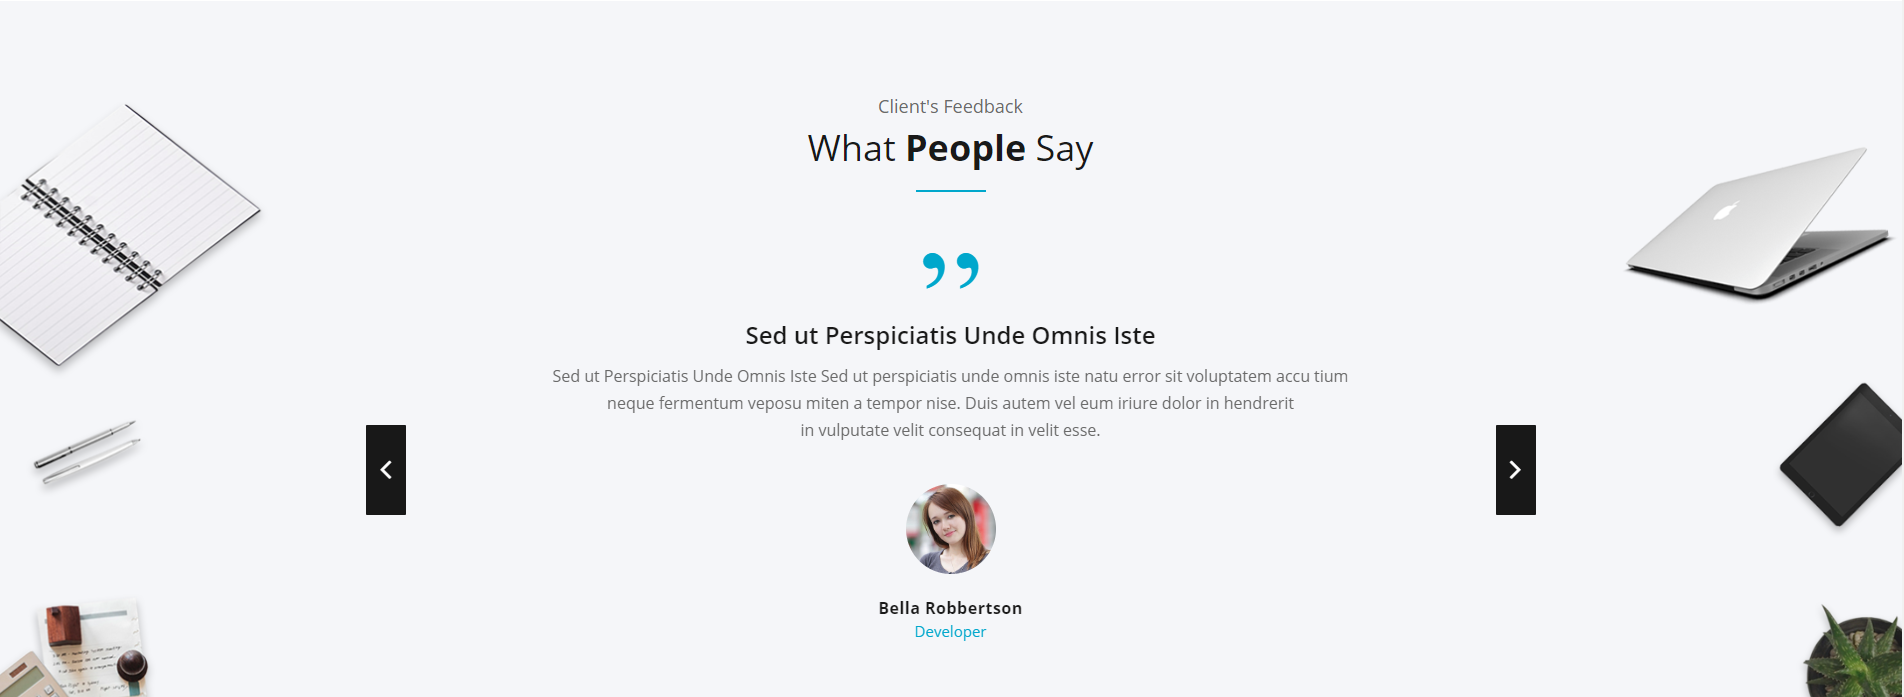 Client's Feedback
What People Say
Sed ut Perspiciatis Unde Omnis Iste
Sed ut Perspiciatis Unde Omnis Iste Sed ut perspiciatis unde omnis iste natu error sit voluptatem accu tium
neque fermentum veposu miten a tempor nise. Duis autem vel eum iriure dolor in hendrerit
in vulputate velit consequat in velit esse.
Bella Robbertson
Developer